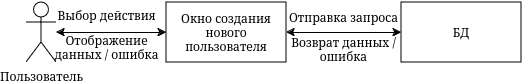 Выбор действия
Отображение
данных / ошибка
Пользователь
Окно создания
нового
пользователя
Отправка запроса
Возврат данных /
ошибка
БД